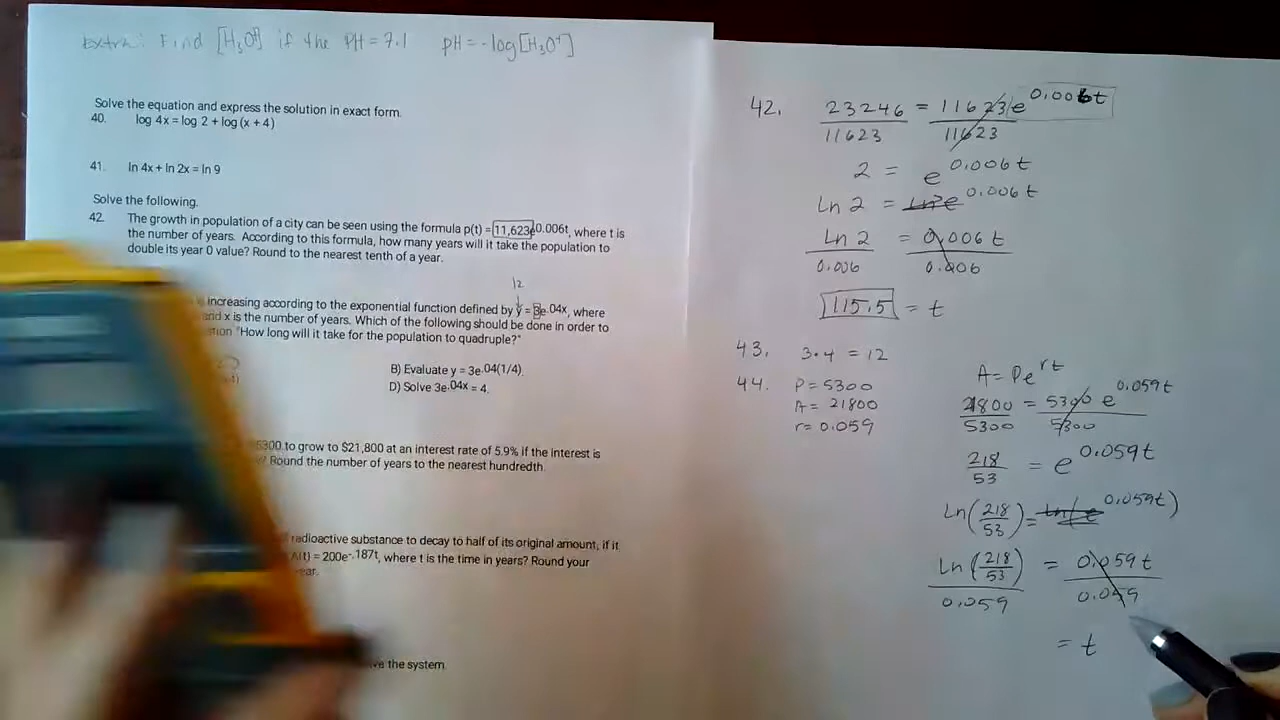 Extra: Find [H₃O⁺] if the PH = 7.1 pH = -log[H₃O⁺]
Solve the equation and express the solution in exact form.
40. log 4x = log 2 + log (x + 4)
41. ln 4x + ln 2x = ln 9
Solve the following.
42. The growth in population of a city can be seen using the formula p(t) = 11,623e0.006t, where t is
the number of years. According to this formula, how many years will it take the population to
double its year 0 value? Round to the nearest tenth of a year.
12
increasing according to the exponential function defined by y = 3e.04x, where
and x is the number of years. Which of the following should be done in order to
"How long will it take for the population to quadruple?"
B) Evaluate y = 3e.04(1/4).
D) Solve 3e.04x = 4.
5300 to grow to $21,800 at an interest rate of 5.9% if the interest is
Round the number of years to the nearest hundredth.
radioactive substance to decay to half of its original amount, if it
A(t) = 200e-.187t, where t is the time in years? Round your
year.
the system
42. 23246 = 11623 e^0.006t
11623 11623
2 = e^0.006t
Ln 2 = Ln e^0.006t
Ln 2 = 0.006 t
0.006 0.006
115.5 = t
43. 3·4 = 12
44. P = 5300 A = Pe^rt
A = 21800 21800 = 5300 e^0.059t
r = 0.059 5300 5300
218 = e^0.059t
53
Ln(218/53) = Ln(e^0.059t)
Ln(218/53) = 0.059 t
0.059 0.059
= t